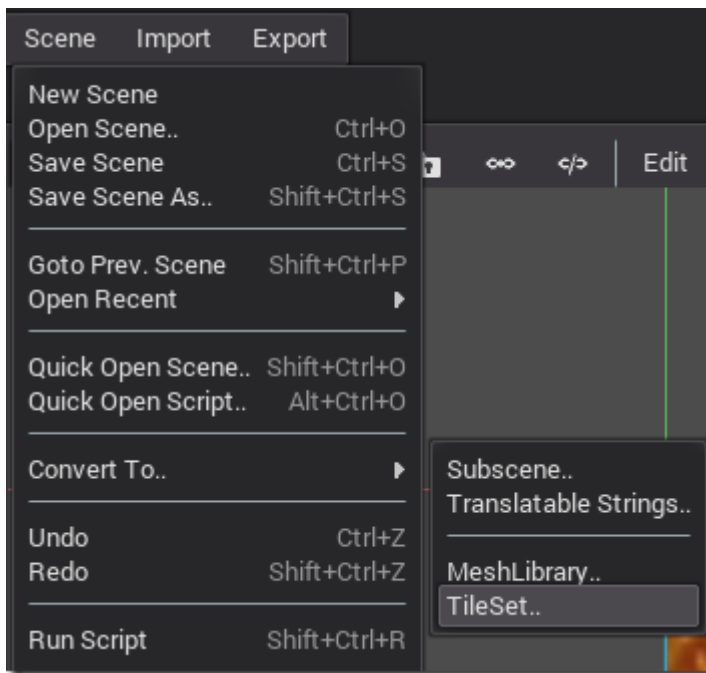 Scene Import Export
New Scene
Open Scene.. Ctrl+O
Save Scene Ctrl+S
Save Scene As.. Shift+Ctrl+S
Edit
Goto Prev. Scene Shift+Ctrl+P
Open Recent
Quick Open Scene.. Shift+Ctrl+O
Quick Open Script.. Alt+Ctrl+O
Convert To..
Undo Ctrl+Z
Redo Shift+Ctrl+Z
Run Script Shift+Ctrl+R
Subscene..
Translatable Strings..
MeshLibrary..
TileSet..